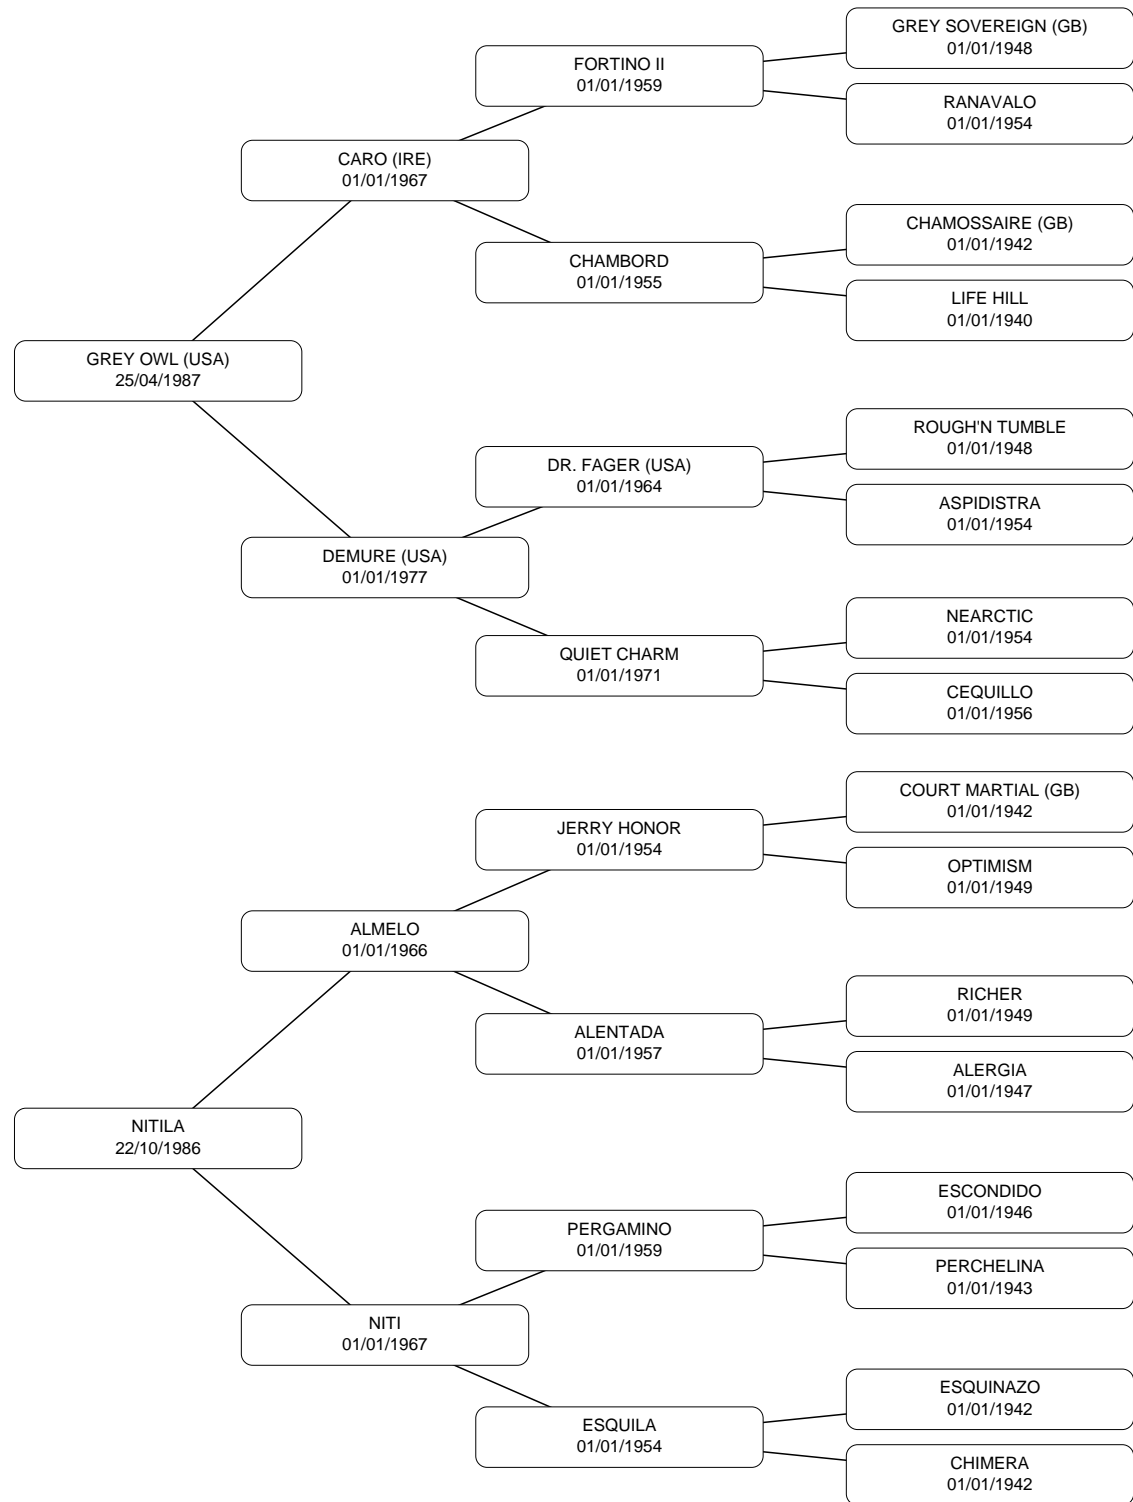 GREY SOVEREIGN (GB)
01/01/1948
FORTINO II
01/01/1959
RANAVALO
01/01/1954
CARO (IRE)
01/01/1967
CHAMOSSAIRE (GB)
01/01/1942
CHAMBORD
01/01/1955
LIFE HILL
01/01/1940
GREY OWL (USA)
25/04/1987
ROUGH'N TUMBLE
01/01/1948
DR. FAGER (USA)
01/01/1964
ASPIDISTRA
01/01/1954
DEMURE (USA)
01/01/1977
NEARCTIC
01/01/1954
QUIET CHARM
01/01/1971
CEQUILLO
01/01/1956
COURT MARTIAL (GB)
01/01/1942
JERRY HONOR
01/01/1954
OPTIMISM
01/01/1949
ALMELO
01/01/1966
RICHER
01/01/1949
ALENTADA
01/01/1957
ALERGIA
01/01/1947
NITILA
22/10/1986
ESCONDIDO
01/01/1946
PERGAMINO
01/01/1959
PERCHELINA
01/01/1943
NITI
01/01/1967
ESQUINAZO
01/01/1942
ESQUILA
01/01/1954
CHIMERA
01/01/1942